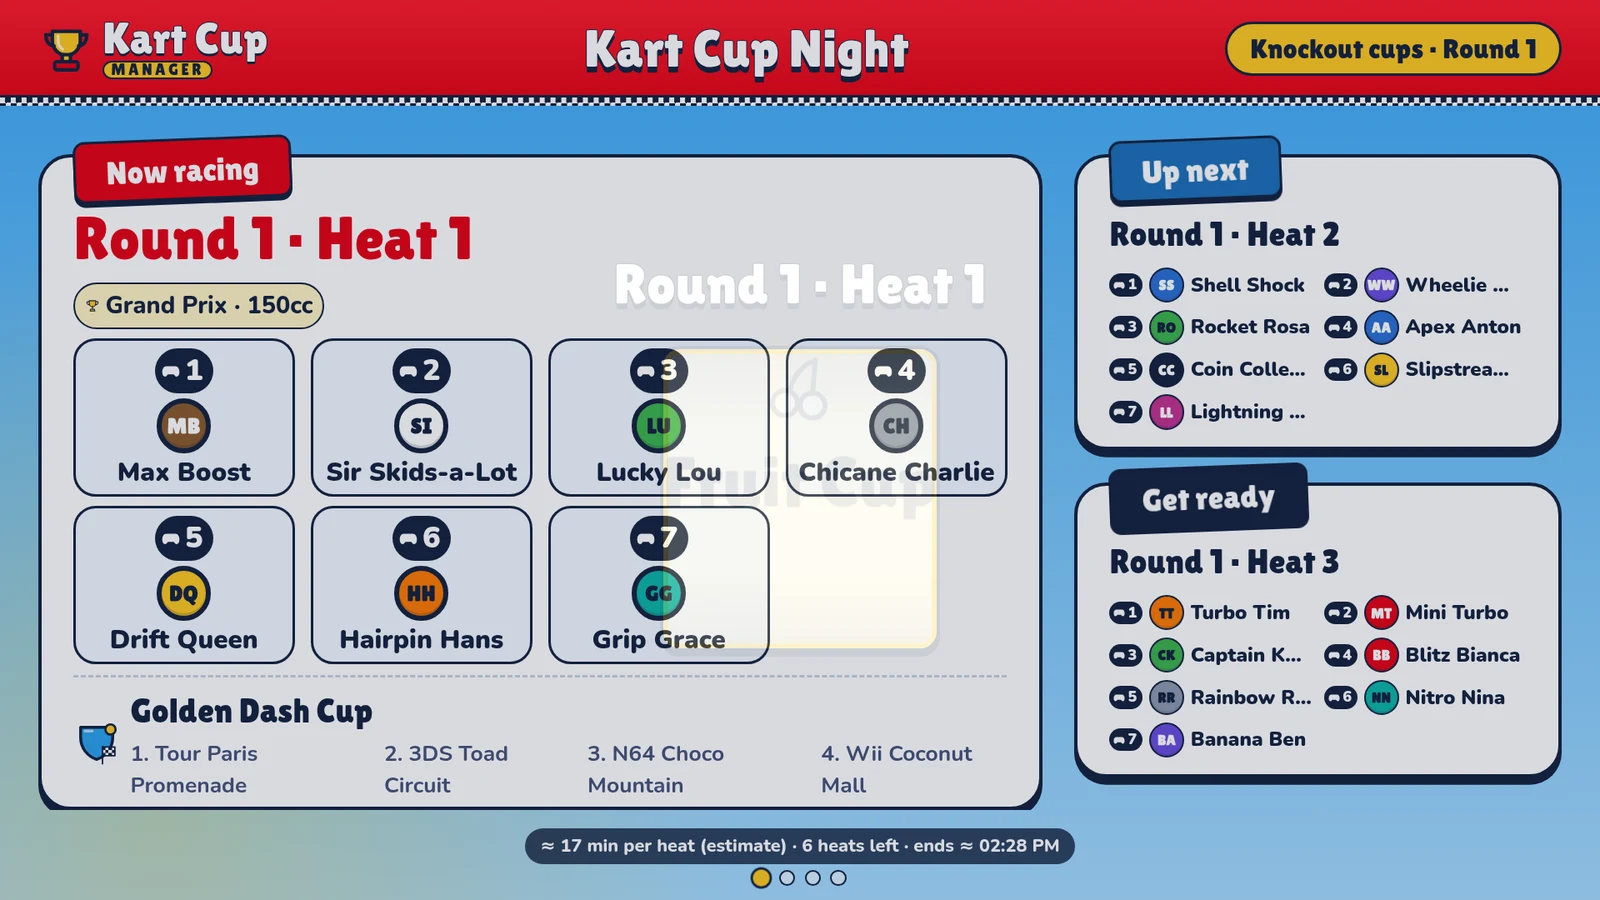 Kart Cup
MANAGER
Kart Cup Night
Knockout cups · Round 1
Now racing
Round 1 · Heat 1
Grand Prix · 150cc
Round 1 · Heat 1
Fruit Cup
1
MB
Max Boost
2
SI
Sir Skids-a-Lot
3
LU
Lucky Lou
4
CH
Chicane Charlie
5
DQ
Drift Queen
6
HH
Hairpin Hans
7
GG
Grip Grace
Golden Dash Cup
1. Tour Paris
Promenade
2. 3DS Toad
Circuit
3. N64 Choco
Mountain
4. Wii Coconut
Mall
Up next
Round 1 · Heat 2
1 SS Shell Shock
2 WW Wheelie ...
3 RO Rocket Rosa
4 AA Apex Anton
5 CC Coin Colle...
6 SL Slipstrea...
7 LL Lightning ...
Get ready
Round 1 · Heat 3
1 TT Turbo Tim
2 MT Mini Turbo
3 CK Captain K...
4 BB Blitz Bianca
5 RR Rainbow R...
6 NN Nitro Nina
7 BA Banana Ben
≈ 17 min per heat (estimate) · 6 heats left · ends ≈ 02:28 PM